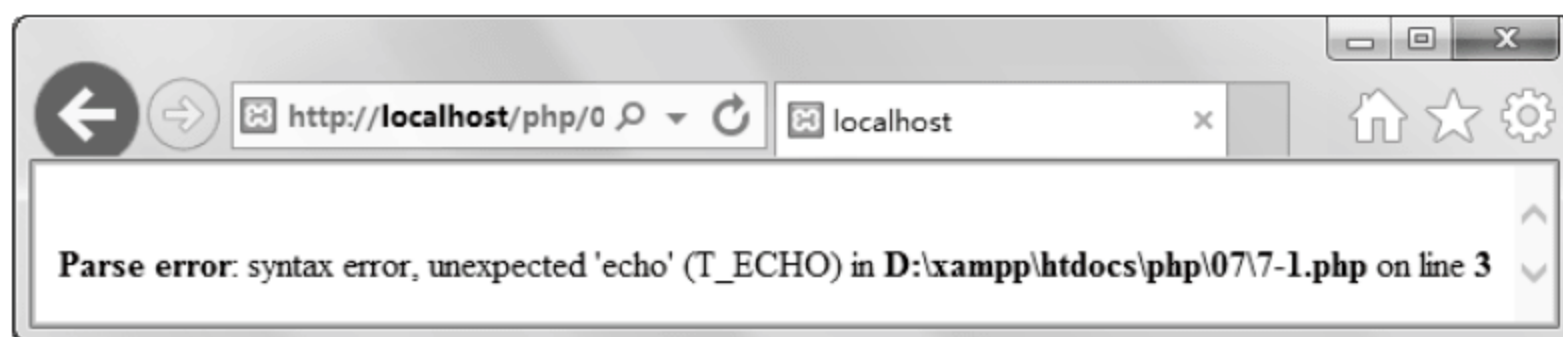 http://localhost/php/0
localhost
Parse error: syntax error, unexpected 'echo' (T_ECHO) in D:\xampp\htdocs\php\07\7-1.php on line 3